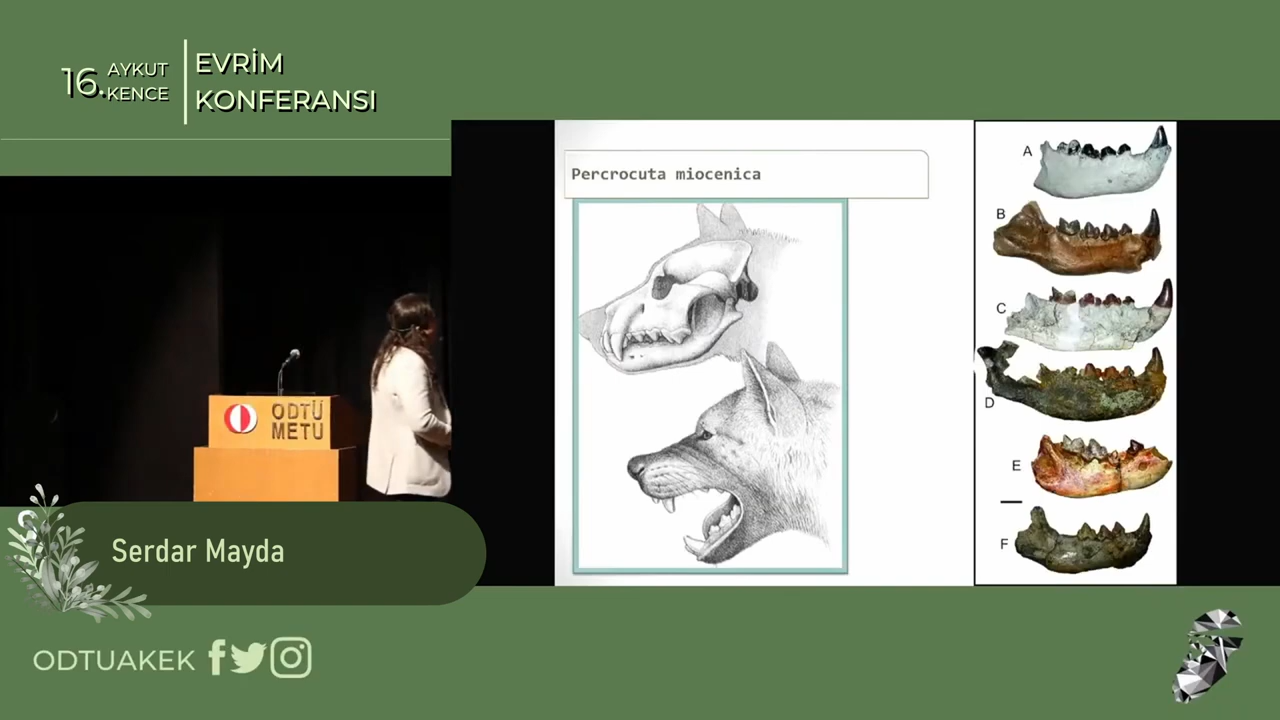 16.
AYKUT
KENCE
EVRİM
KONFERANSI
Percrocuta miocenica
A
B
C
D
E
F
ODTÜ
METU
Serdar Mayda
ODTUAKEK